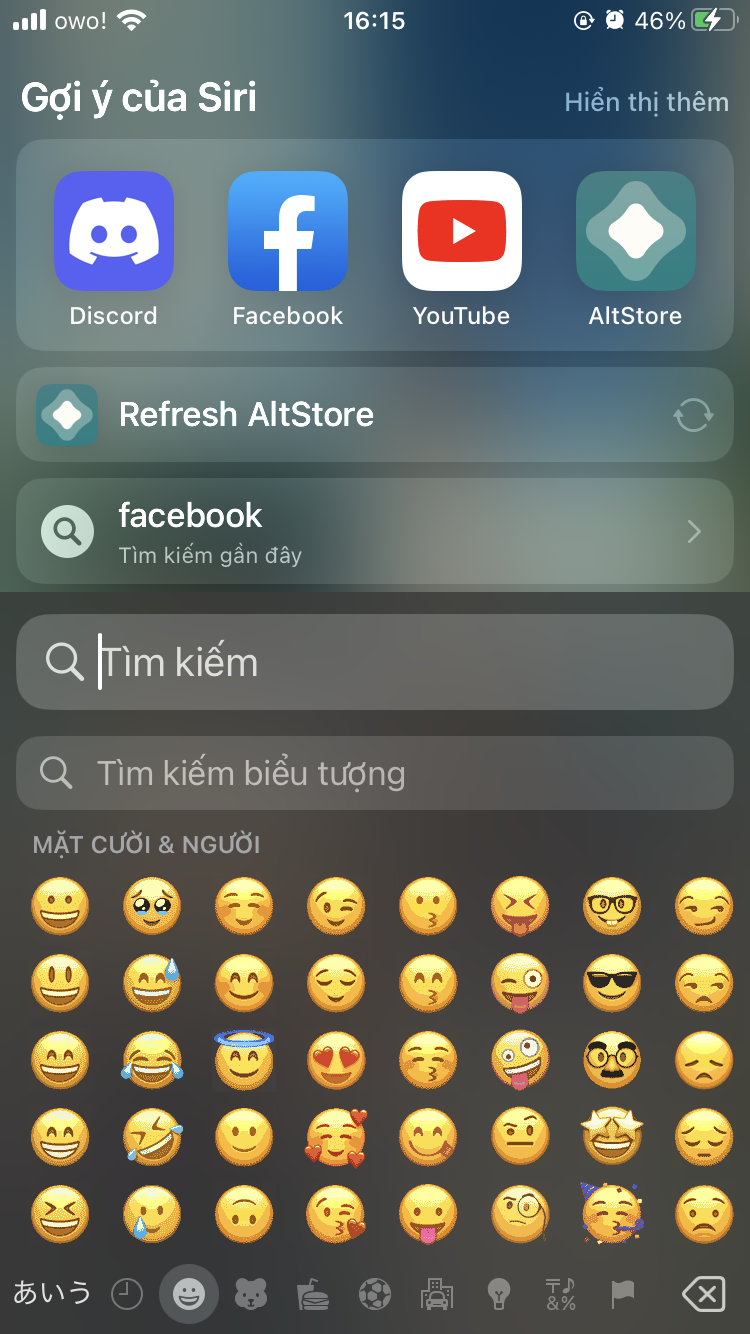 owo! 16:15 46%
Gợi ý của Siri Hiển thị thêm
Discord Facebook YouTube AltStore
Refresh AltStore
facebook
Tìm kiếm gần đây
Tìm kiếm
Tìm kiếm biểu tượng
MẶT CƯỜI & NGƯỜI
あいう